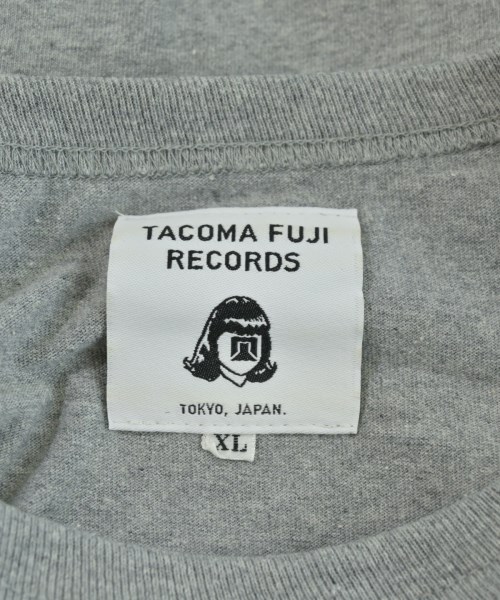 TACOMA FUJI
RECORDS
TOKYO, JAPAN.
XL